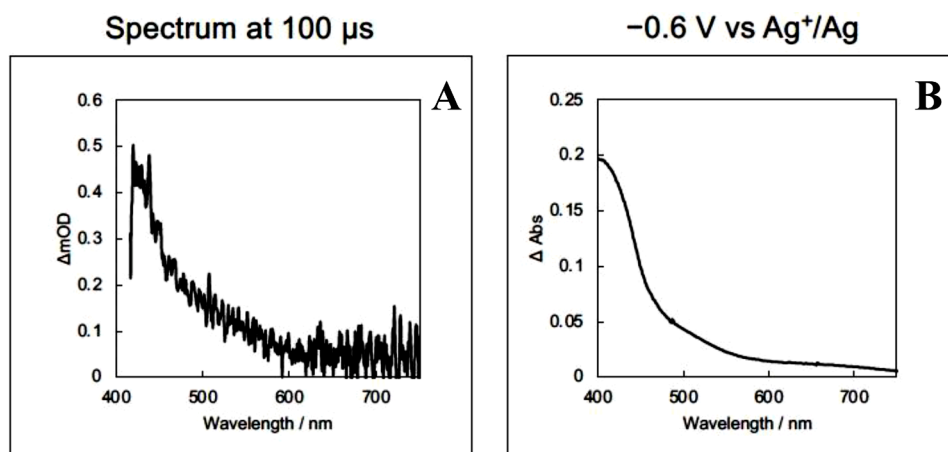 Spectrum at 100 µs
−0.6 V vs Ag⁺/Ag
A
0.6
0.5
0.4
0.3
0.2
0.1
0
ΔmOD
400 500 600 700
Wavelength / nm
B
0.25
0.2
0.15
0.1
0.05
0
Δ Abs
400 500 600 700
Wavelength / nm